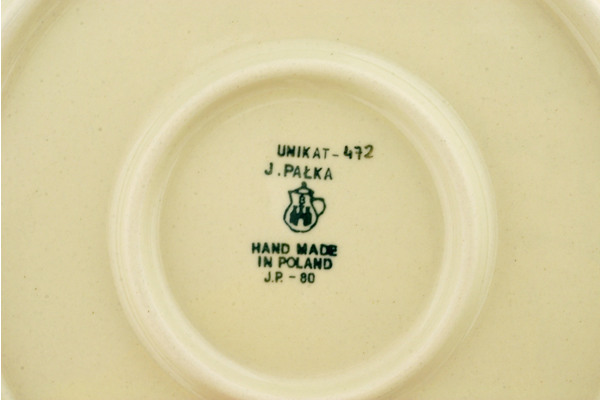 UNIKAT-472
J. PAŁKA
B
HAND MADE
IN POLAND
J.P. - 80